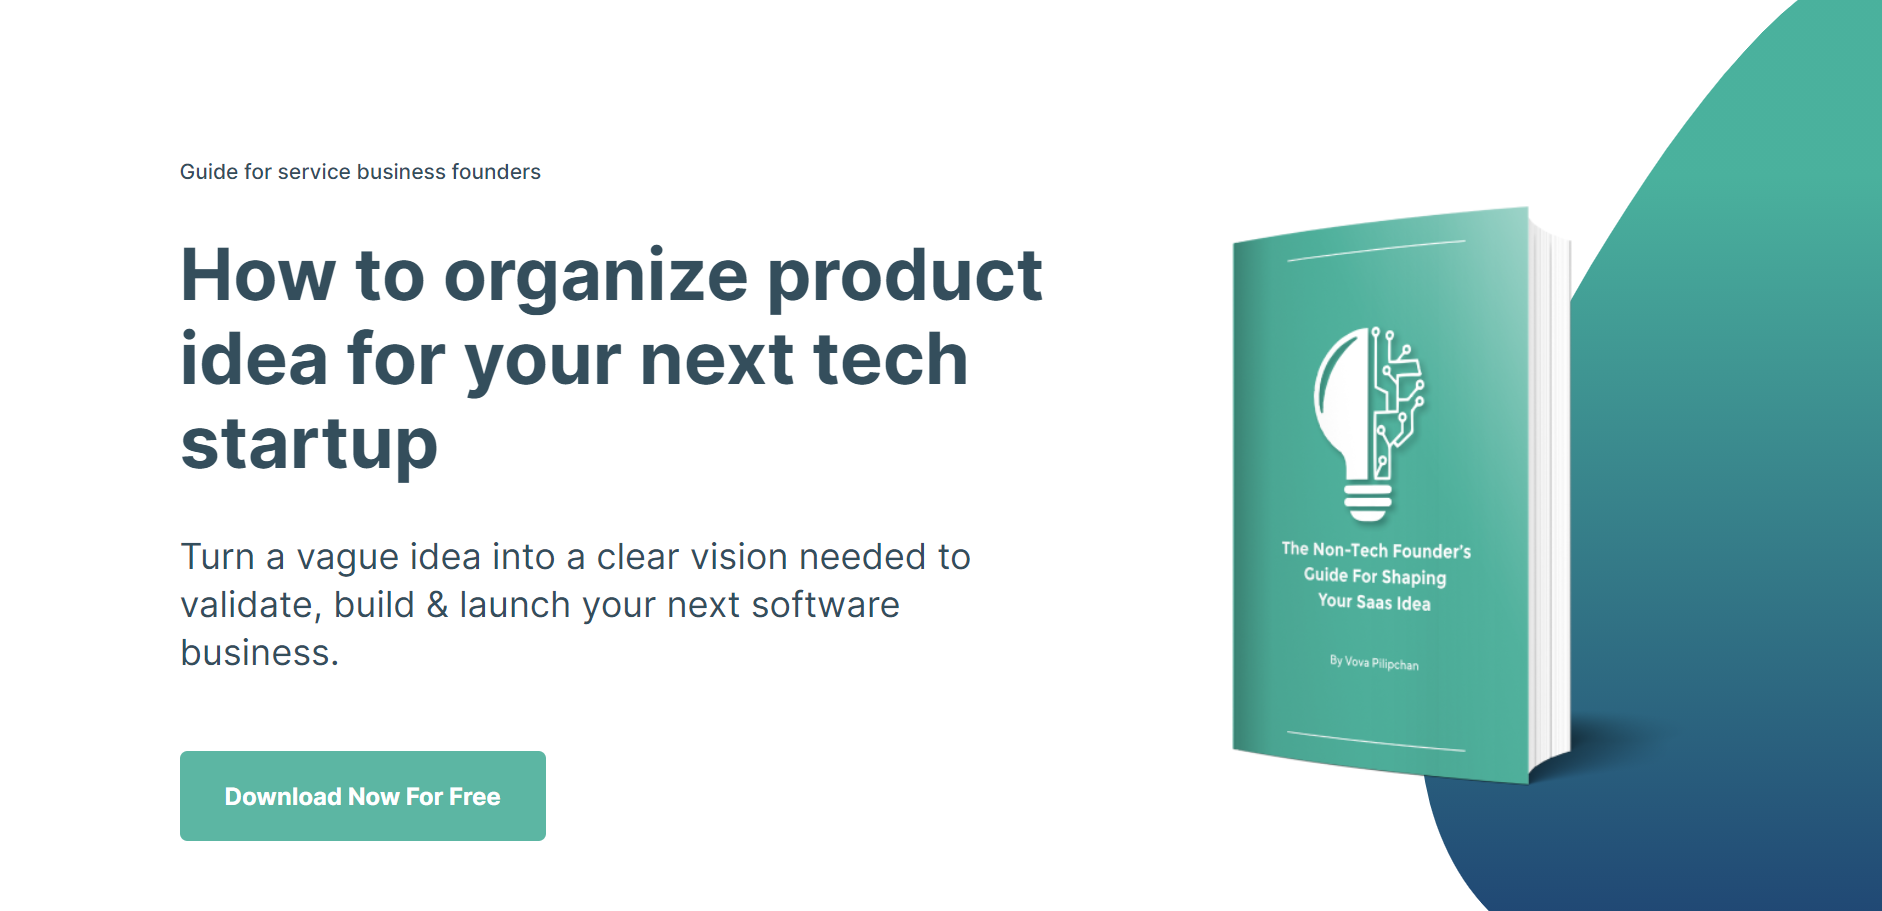 Guide for service business founders
How to organize product
idea for your next tech
startup
Turn a vague idea into a clear vision needed to
validate, build & launch your next software
business.
Download Now For Free
The Non-Tech Founder's
Guide For Shaping
Your Saas Idea
By Vova Pilipchan